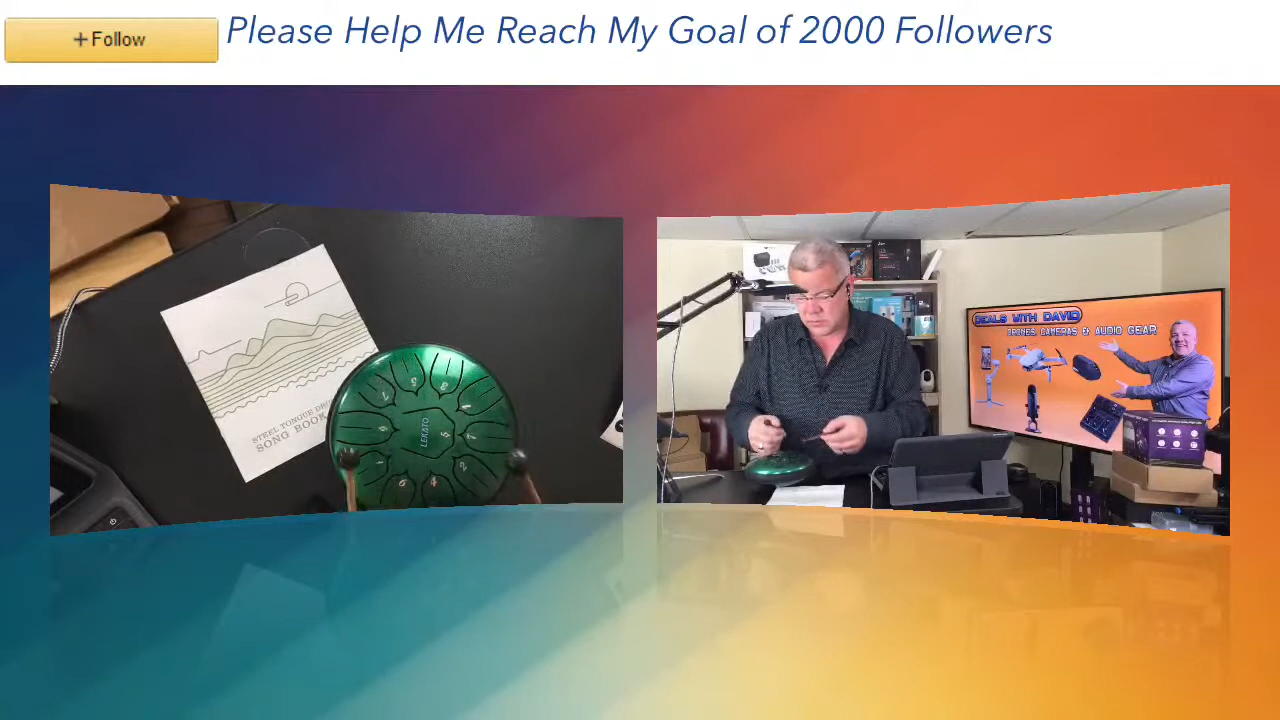 +Follow
Please Help Me Reach My Goal of 2000 Followers
STEEL TONGUE
SONG BOOK
LEKATO
DEALS WITH DAVID
DRONES CAMERAS & AUDIO GEAR